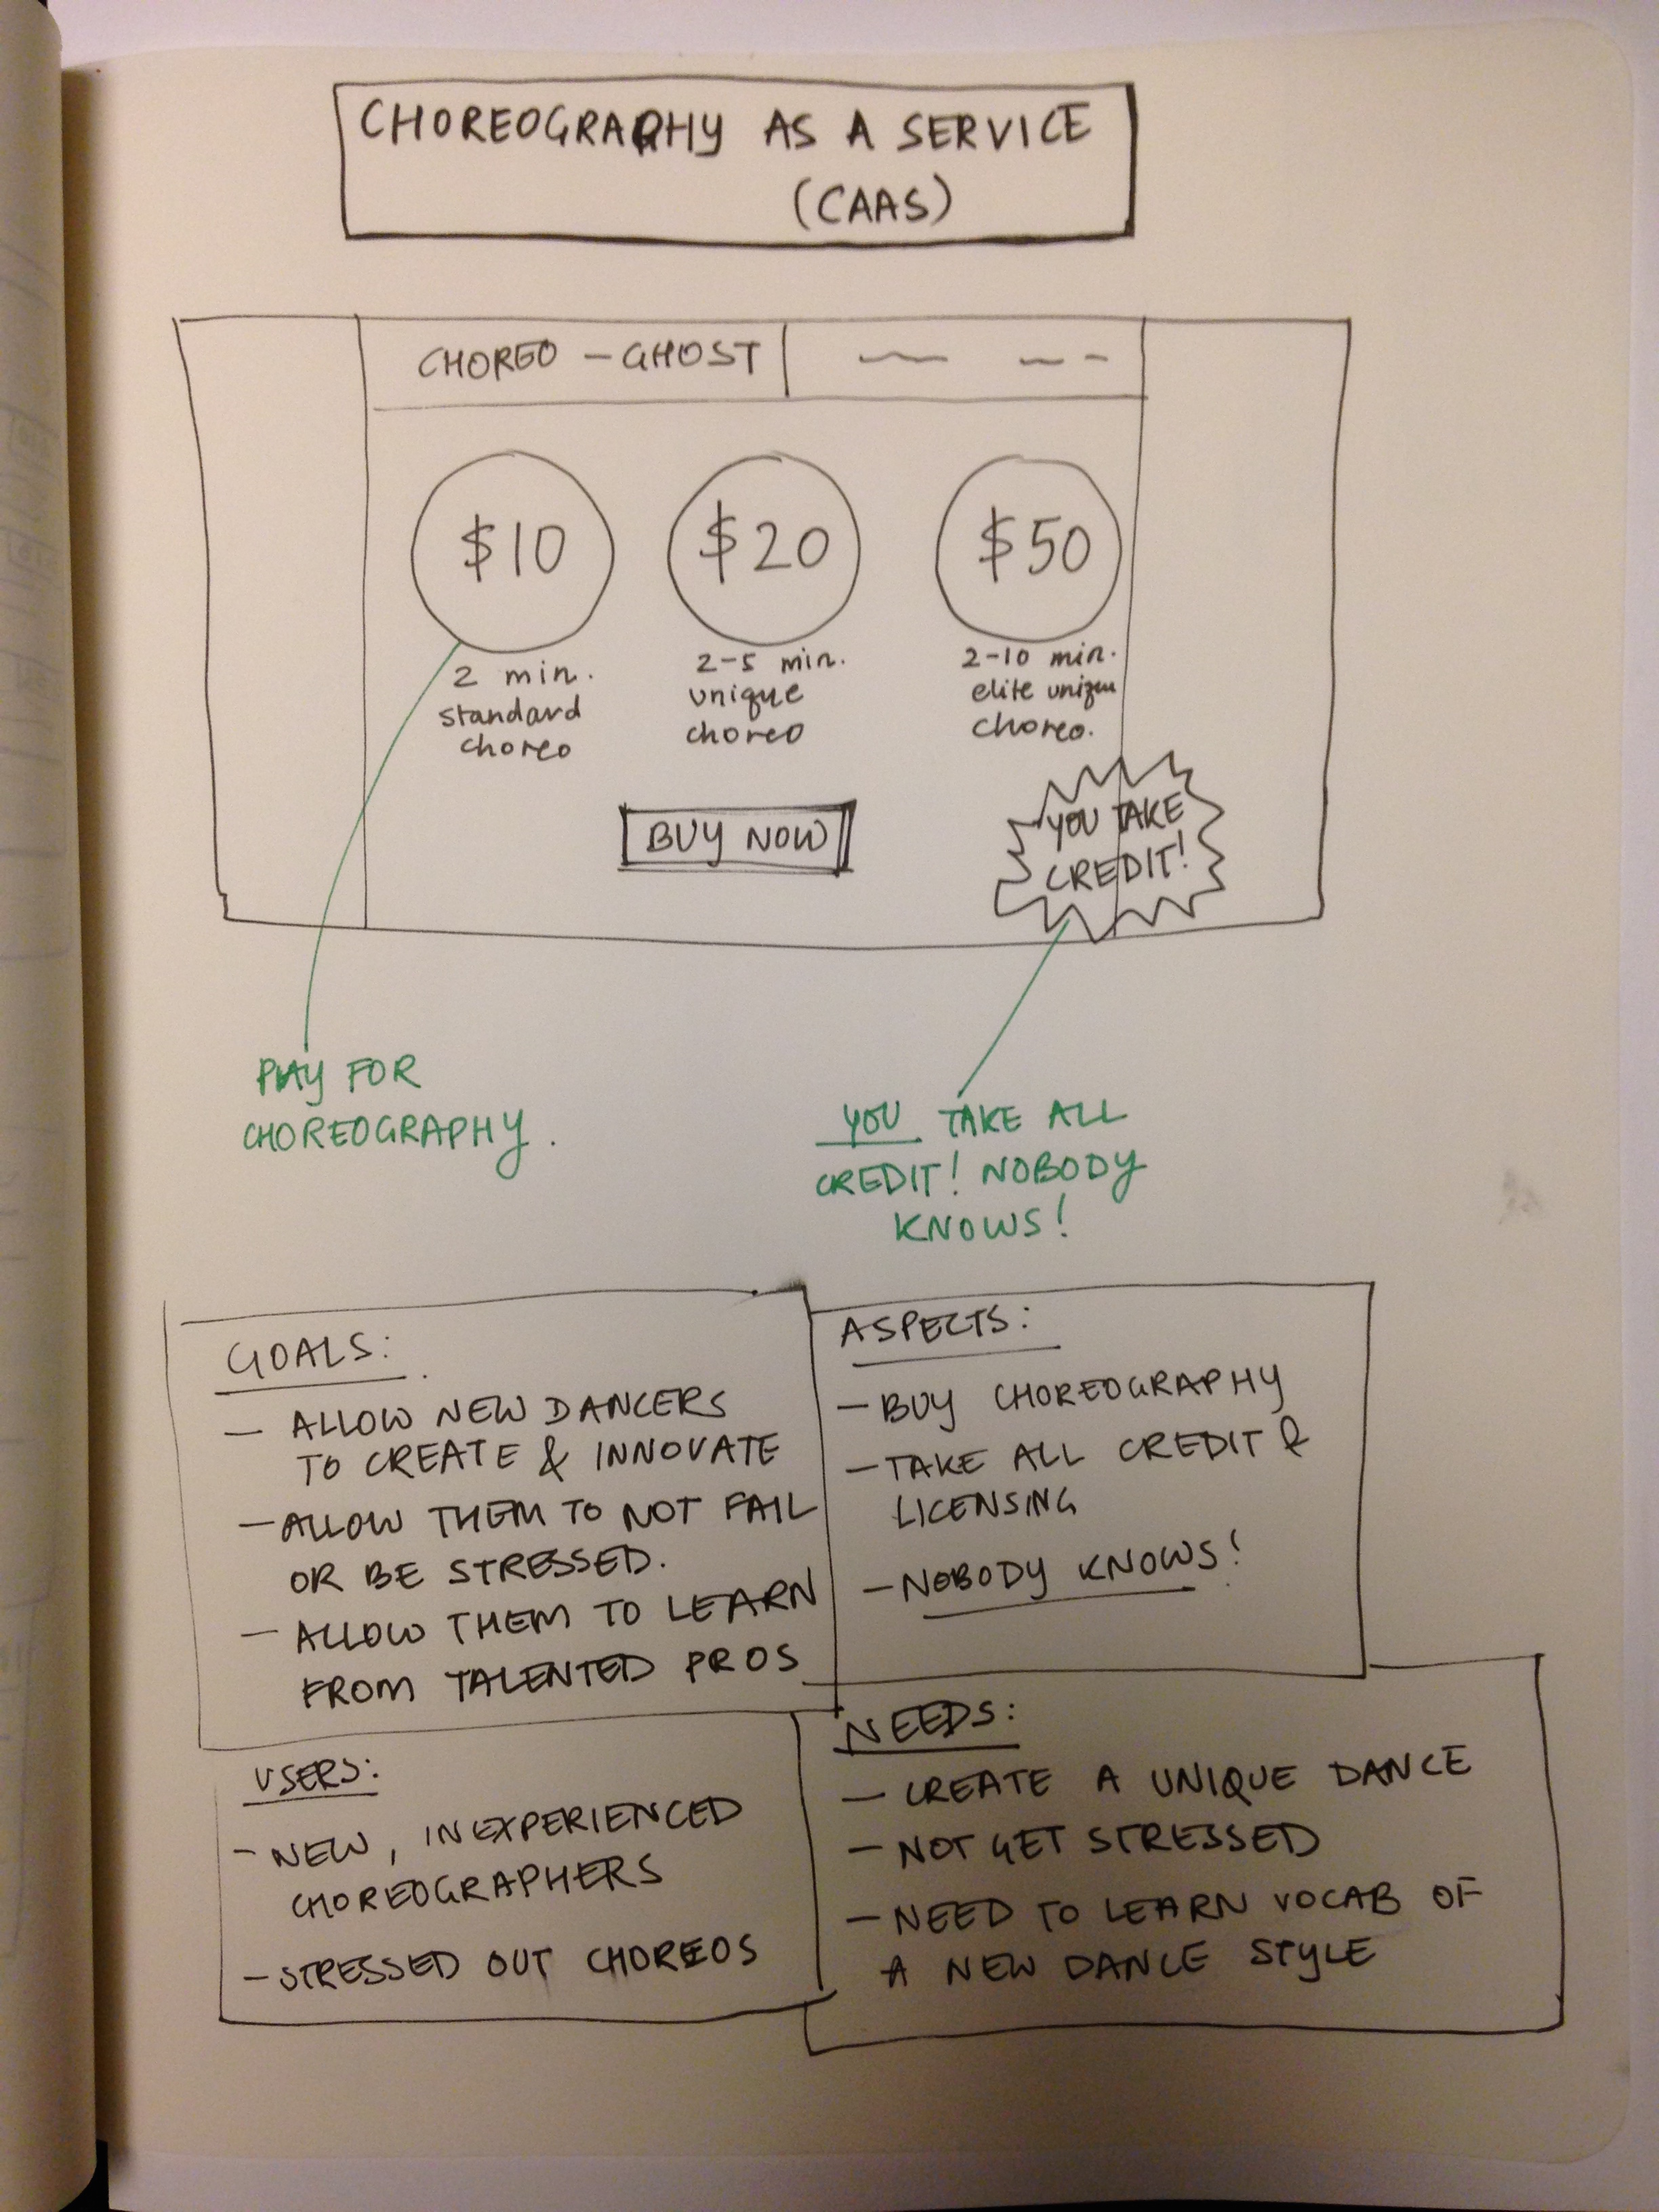 CHOREOGRAPHY AS A SERVICE
(CAAS)
CHOREO - GHOST
$10
$20
$50
2 min.
standard
choreo
2-5 min.
unique
choreo
2-10 min.
elite unique
choreo.
BUY NOW
YOU TAKE
CREDIT!
PAY FOR
CHOREOGRAPHY.
YOU TAKE ALL
CREDIT! NOBODY
KNOWS!
GOALS:
- ALLOW NEW DANCERS
TO CREATE & INNOVATE
- ALLOW THEM TO NOT FAIL
OR BE STRESSED.
- ALLOW THEM TO LEARN
FROM TALENTED PROS
ASPECTS:
- BUY CHOREOGRAPHY
- TAKE ALL CREDIT &
LICENSING
- NOBODY KNOWS!
USERS:
- NEW, INEXPERIENCED
CHOREOGRAPHERS
- STRESSED OUT CHOREOS
NEEDS:
- CREATE A UNIQUE DANCE
- NOT GET STRESSED
- NEED TO LEARN VOCAB OF
A NEW DANCE STYLE